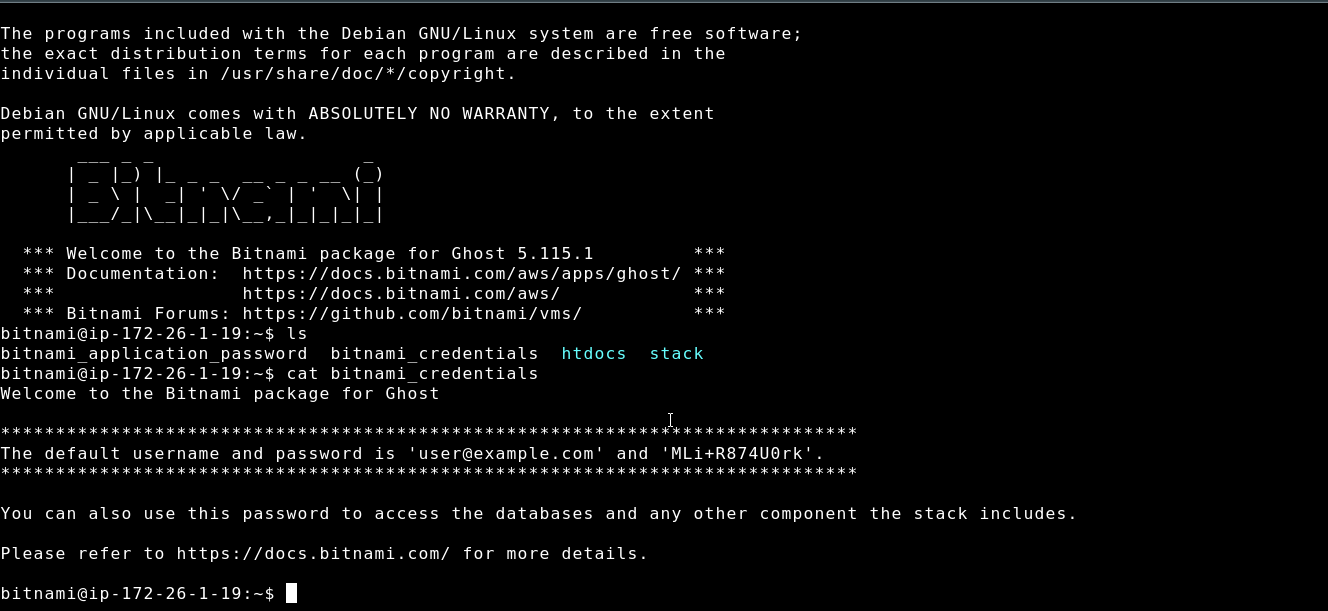 The programs included with the Debian GNU/Linux system are free software;
the exact distribution terms for each program are described in the
individual files in /usr/share/doc/*/copyright.
Debian GNU/Linux comes with ABSOLUTELY NO WARRANTY, to the extent
permitted by applicable law.
Bitnami
*** Welcome to the Bitnami package for Ghost 5.115.1 ***
*** Documentation: https://docs.bitnami.com/aws/apps/ghost/ ***
*** https://docs.bitnami.com/aws/ ***
*** Bitnami Forums: https://github.com/bitnami/vms/ ***
bitnami@ip-172-26-1-19:~$ ls
bitnami_application_password bitnami_credentials htdocs stack
bitnami@ip-172-26-1-19:~$ cat bitnami_credentials
Welcome to the Bitnami package for Ghost
******************************************************************************
The default username and password is 'user@example.com' and 'MLi+R874U0rk'.
******************************************************************************
You can also use this password to access the databases and any other component the stack includes.
Please refer to https://docs.bitnami.com/ for more details.
bitnami@ip-172-26-1-19:~$